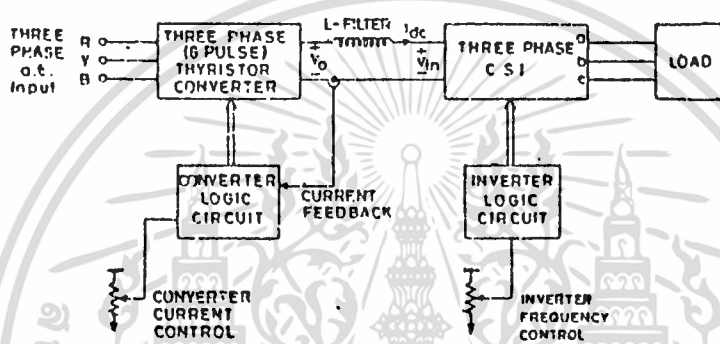 THREE
PHASE
a.t.
Input
R
Y
B
THREE PHASE
(6 PULSE)
THYRISTOR
CONVERTER
+
Vo
-
L-FILTER
Idc
+
Vin
-
THREE PHASE
C S I
a
b
c
LOAD
CONVERTER
LOGIC
CIRCUIT
CURRENT
FEEDBACK
INVERTER
LOGIC
CIRCUIT
CONVERTER
CURRENT
CONTROL
INVERTER
FREQUENCY
CONTROL